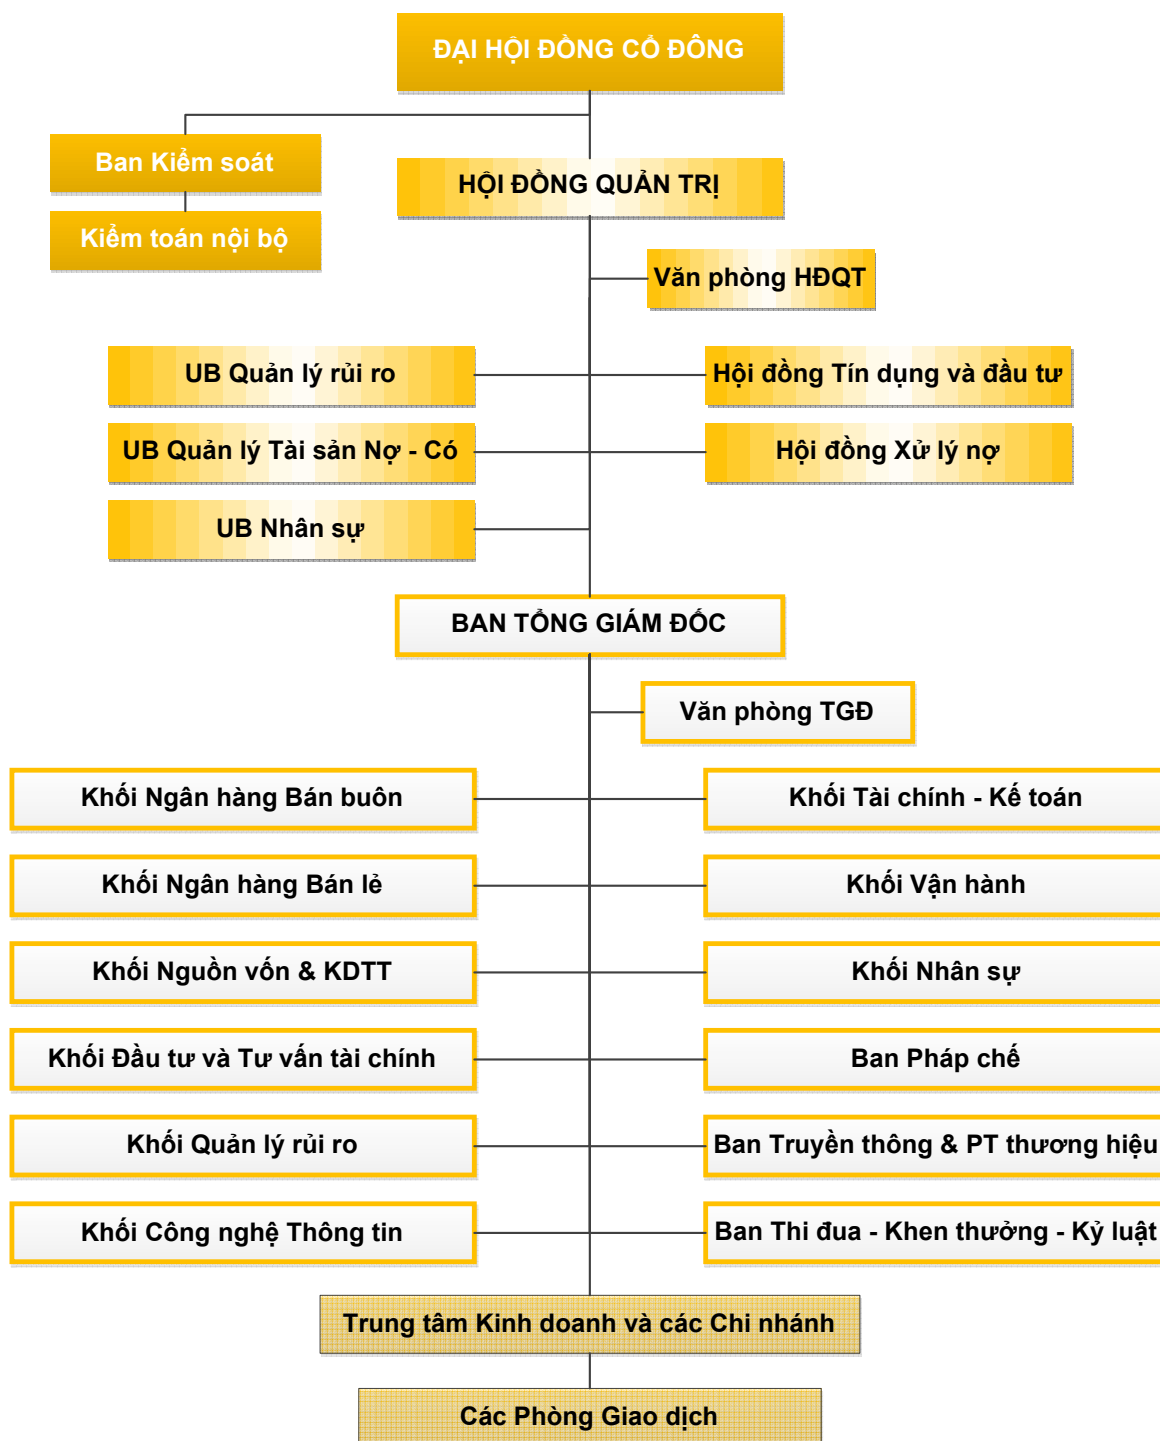 ĐẠI HỘI ĐỒNG CỔ ĐÔNG
Ban Kiểm soát
HỘI ĐỒNG QUẢN TRỊ
Kiểm toán nội bộ
Văn phòng HĐQT
UB Quản lý rủi ro
Hội đồng Tín dụng và đầu tư
UB Quản lý Tài sản Nợ - Có
Hội đồng Xử lý nợ
UB Nhân sự
BAN TỔNG GIÁM ĐỐC
Văn phòng TGĐ
Khối Ngân hàng Bán buôn
Khối Tài chính - Kế toán
Khối Ngân hàng Bán lẻ
Khối Vận hành
Khối Nguồn vốn & KDTT
Khối Nhân sự
Khối Đầu tư và Tư vấn tài chính
Ban Pháp chế
Khối Quản lý rủi ro
Ban Truyền thông & PT thương hiệu
Khối Công nghệ Thông tin
Ban Thi đua - Khen thưởng - Kỷ luật
Trung tâm Kinh doanh và các Chi nhánh
Các Phòng Giao dịch